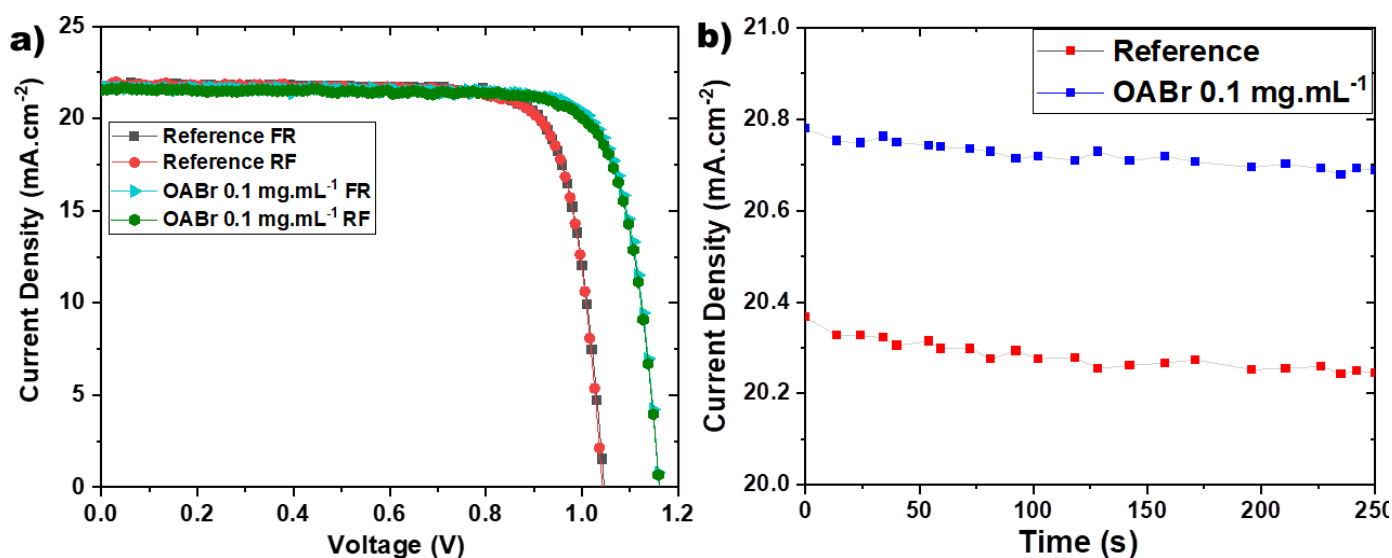 a)
25
20
15
10
5
0
Current Density (mA.cm⁻²)
Reference FR
Reference RF
OABr 0.1 mg.mL⁻¹ FR
OABr 0.1 mg.mL⁻¹ RF
0.0 0.2 0.4 0.6 0.8 1.0 1.2
Voltage (V)
b)
21.0
20.8
20.6
20.4
20.2
20.0
Current Density (mA.cm⁻²)
Reference
OABr 0.1 mg.mL⁻¹
0 50 100 150 200 250
Time (s)